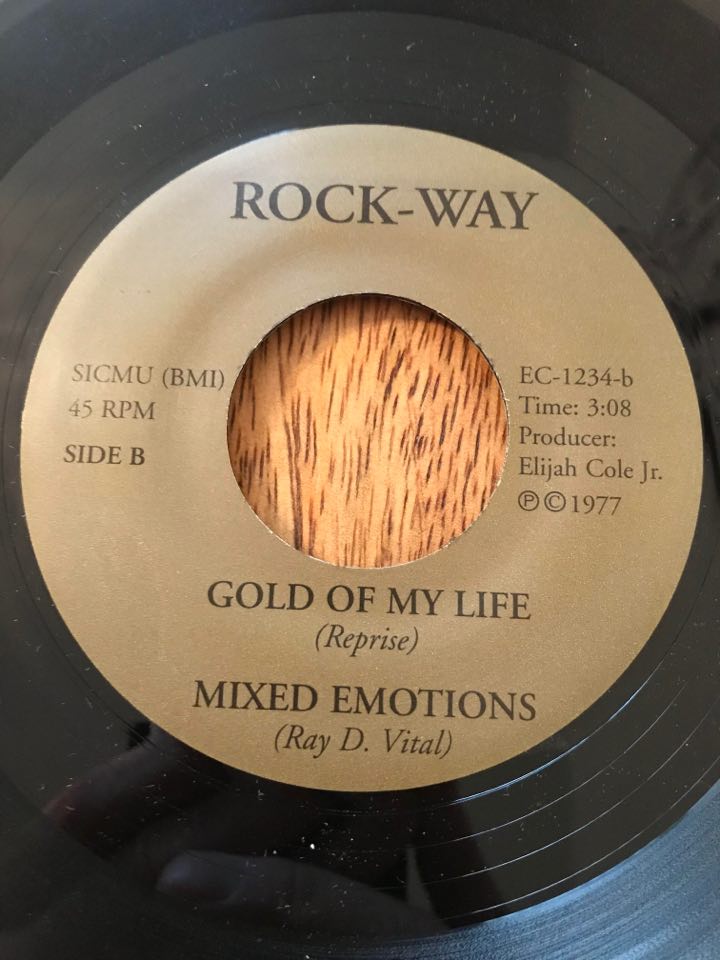 ROCK-WAY
SICMU (BMI)
45 RPM
SIDE B
EC-1234-b
Time: 3:08
Producer:
Elijah Cole Jr.
℗ © 1977
GOLD OF MY LIFE
(Reprise)
MIXED EMOTIONS
(Ray D. Vital)